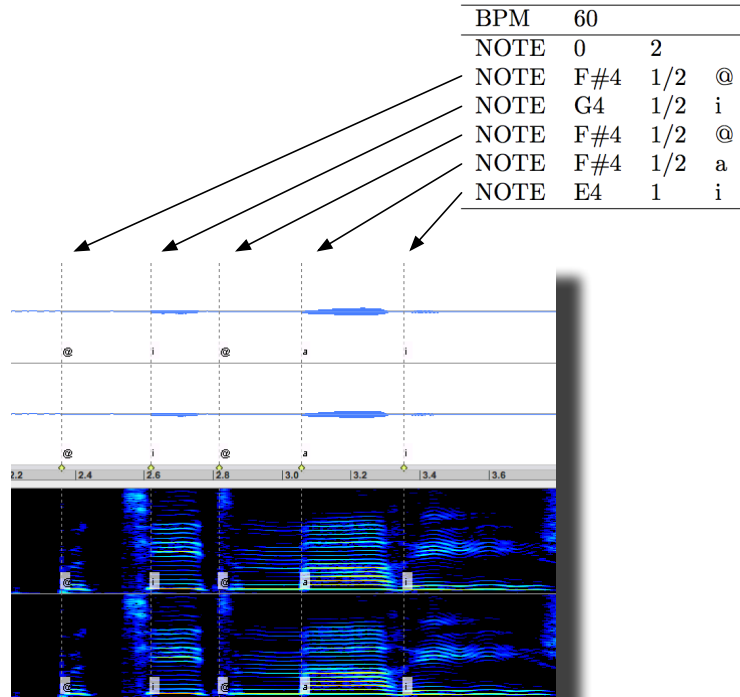 BPM 60
NOTE 0 2
NOTE F#4 1/2 @
NOTE G4 1/2 i
NOTE F#4 1/2 @
NOTE F#4 1/2 a
NOTE E4 1 i
@ i @ a i
@ i @ a i
2.2 2.4 2.6 2.8 3.0 3.2 3.4 3.6
@ i @ a i
@ i @ a i